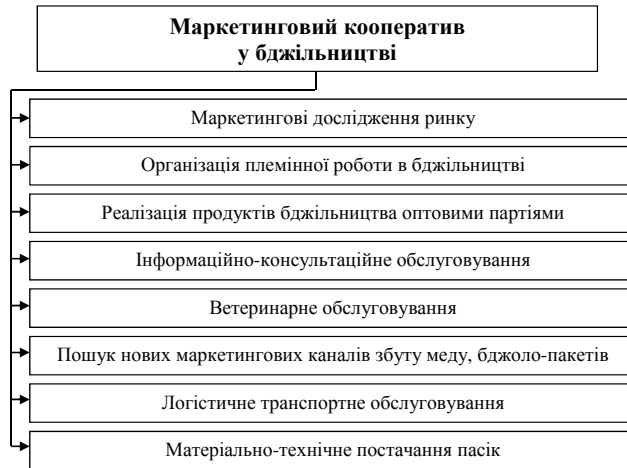 Маркетинговий кооператив
у бджільництві
Маркетингові дослідження ринку
Організація племінної роботи в бджільництві
Реалізація продуктів бджільництва оптовими партіями
Інформаційно-консультаційне обслуговування
Ветеринарне обслуговування
Пошук нових маркетингових каналів збуту меду, бджоло-пакетів
Логістичне транспортне обслуговування
Матеріально-технічне постачання пасік